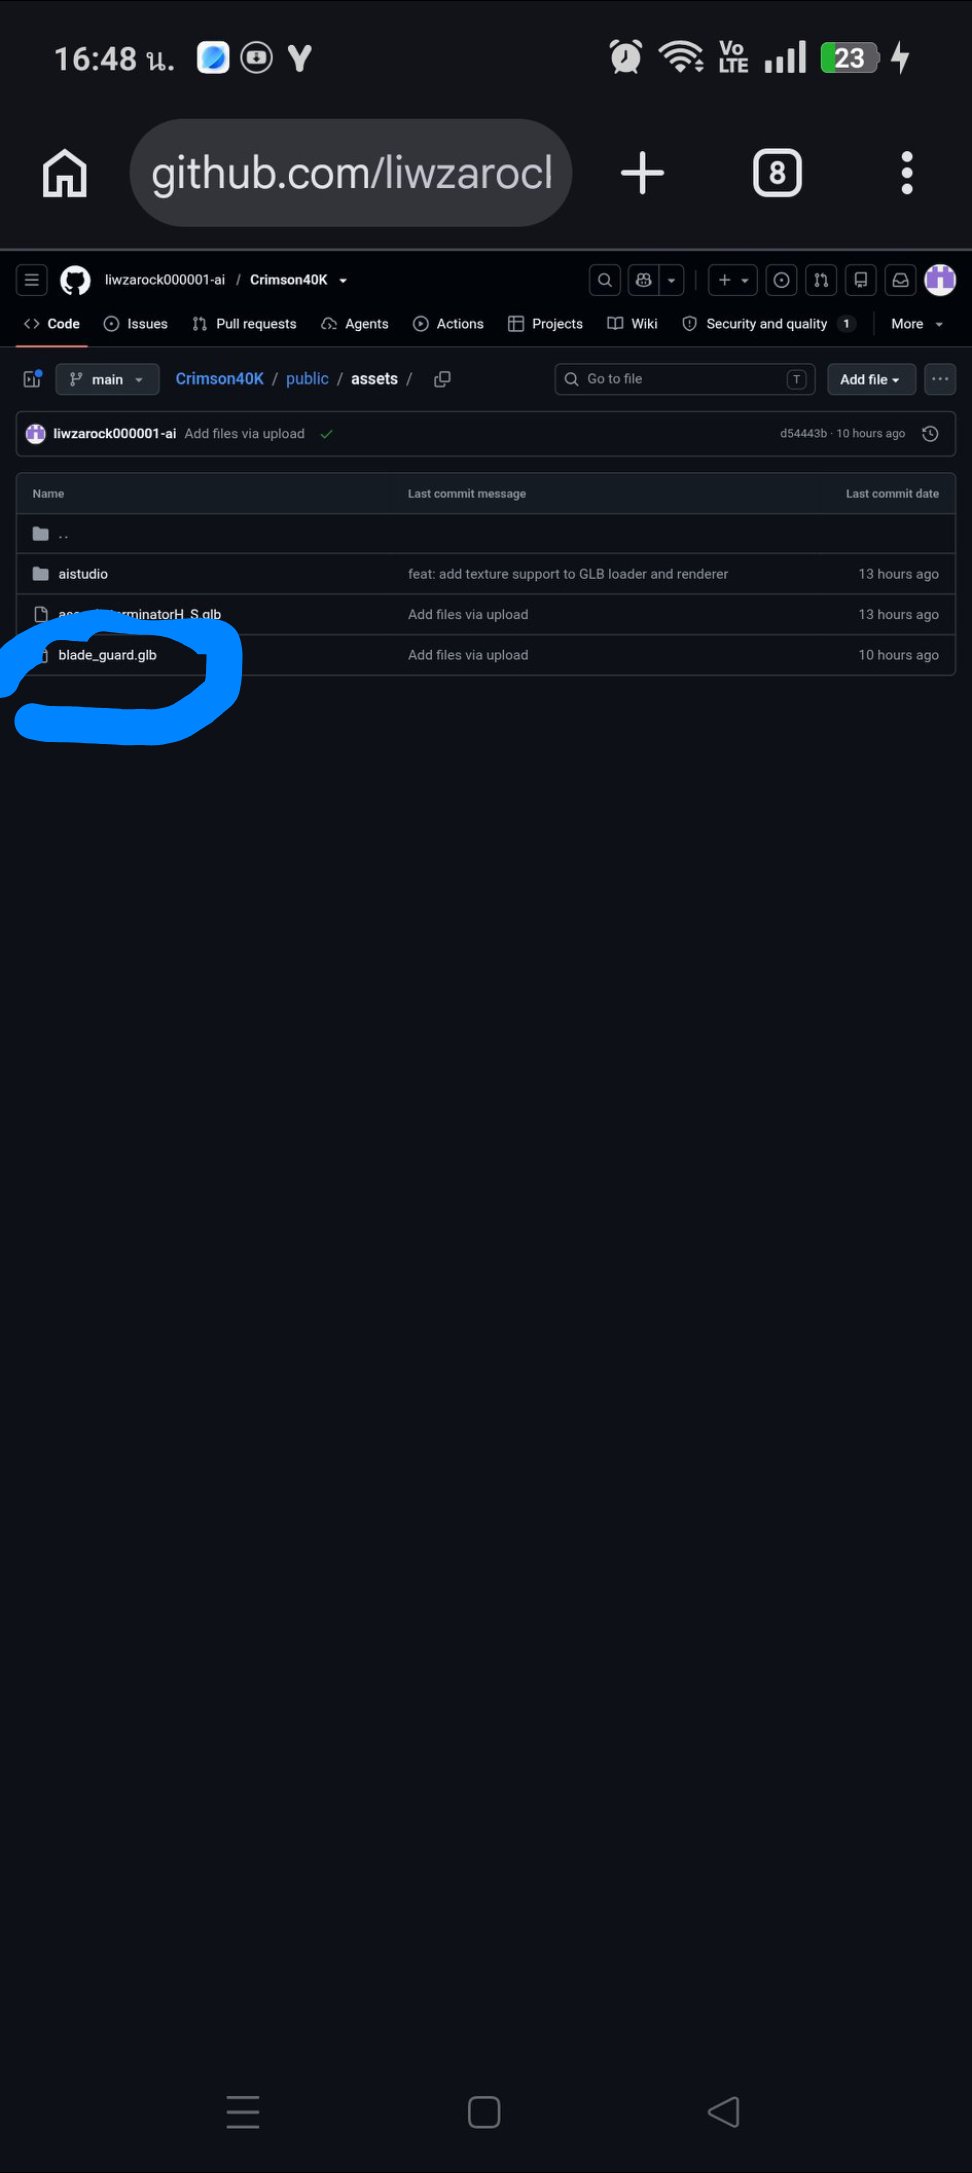 16:48 น.
Vo LTE 23
github.com/liwzarocl
8
liwzarock000001-ai / Crimson40K
Code Issues Pull requests Agents Actions Projects Wiki Security and quality 1 More
main Crimson40K / public / assets / Go to file T Add file
liwzarock000001-ai Add files via upload d54443b · 10 hours ago
Name Last commit message Last commit date
..
aistudio feat: add texture support to GLB loader and renderer 13 hours ago
Add files via upload 13 hours ago
blade_guard.glb Add files via upload 10 hours ago